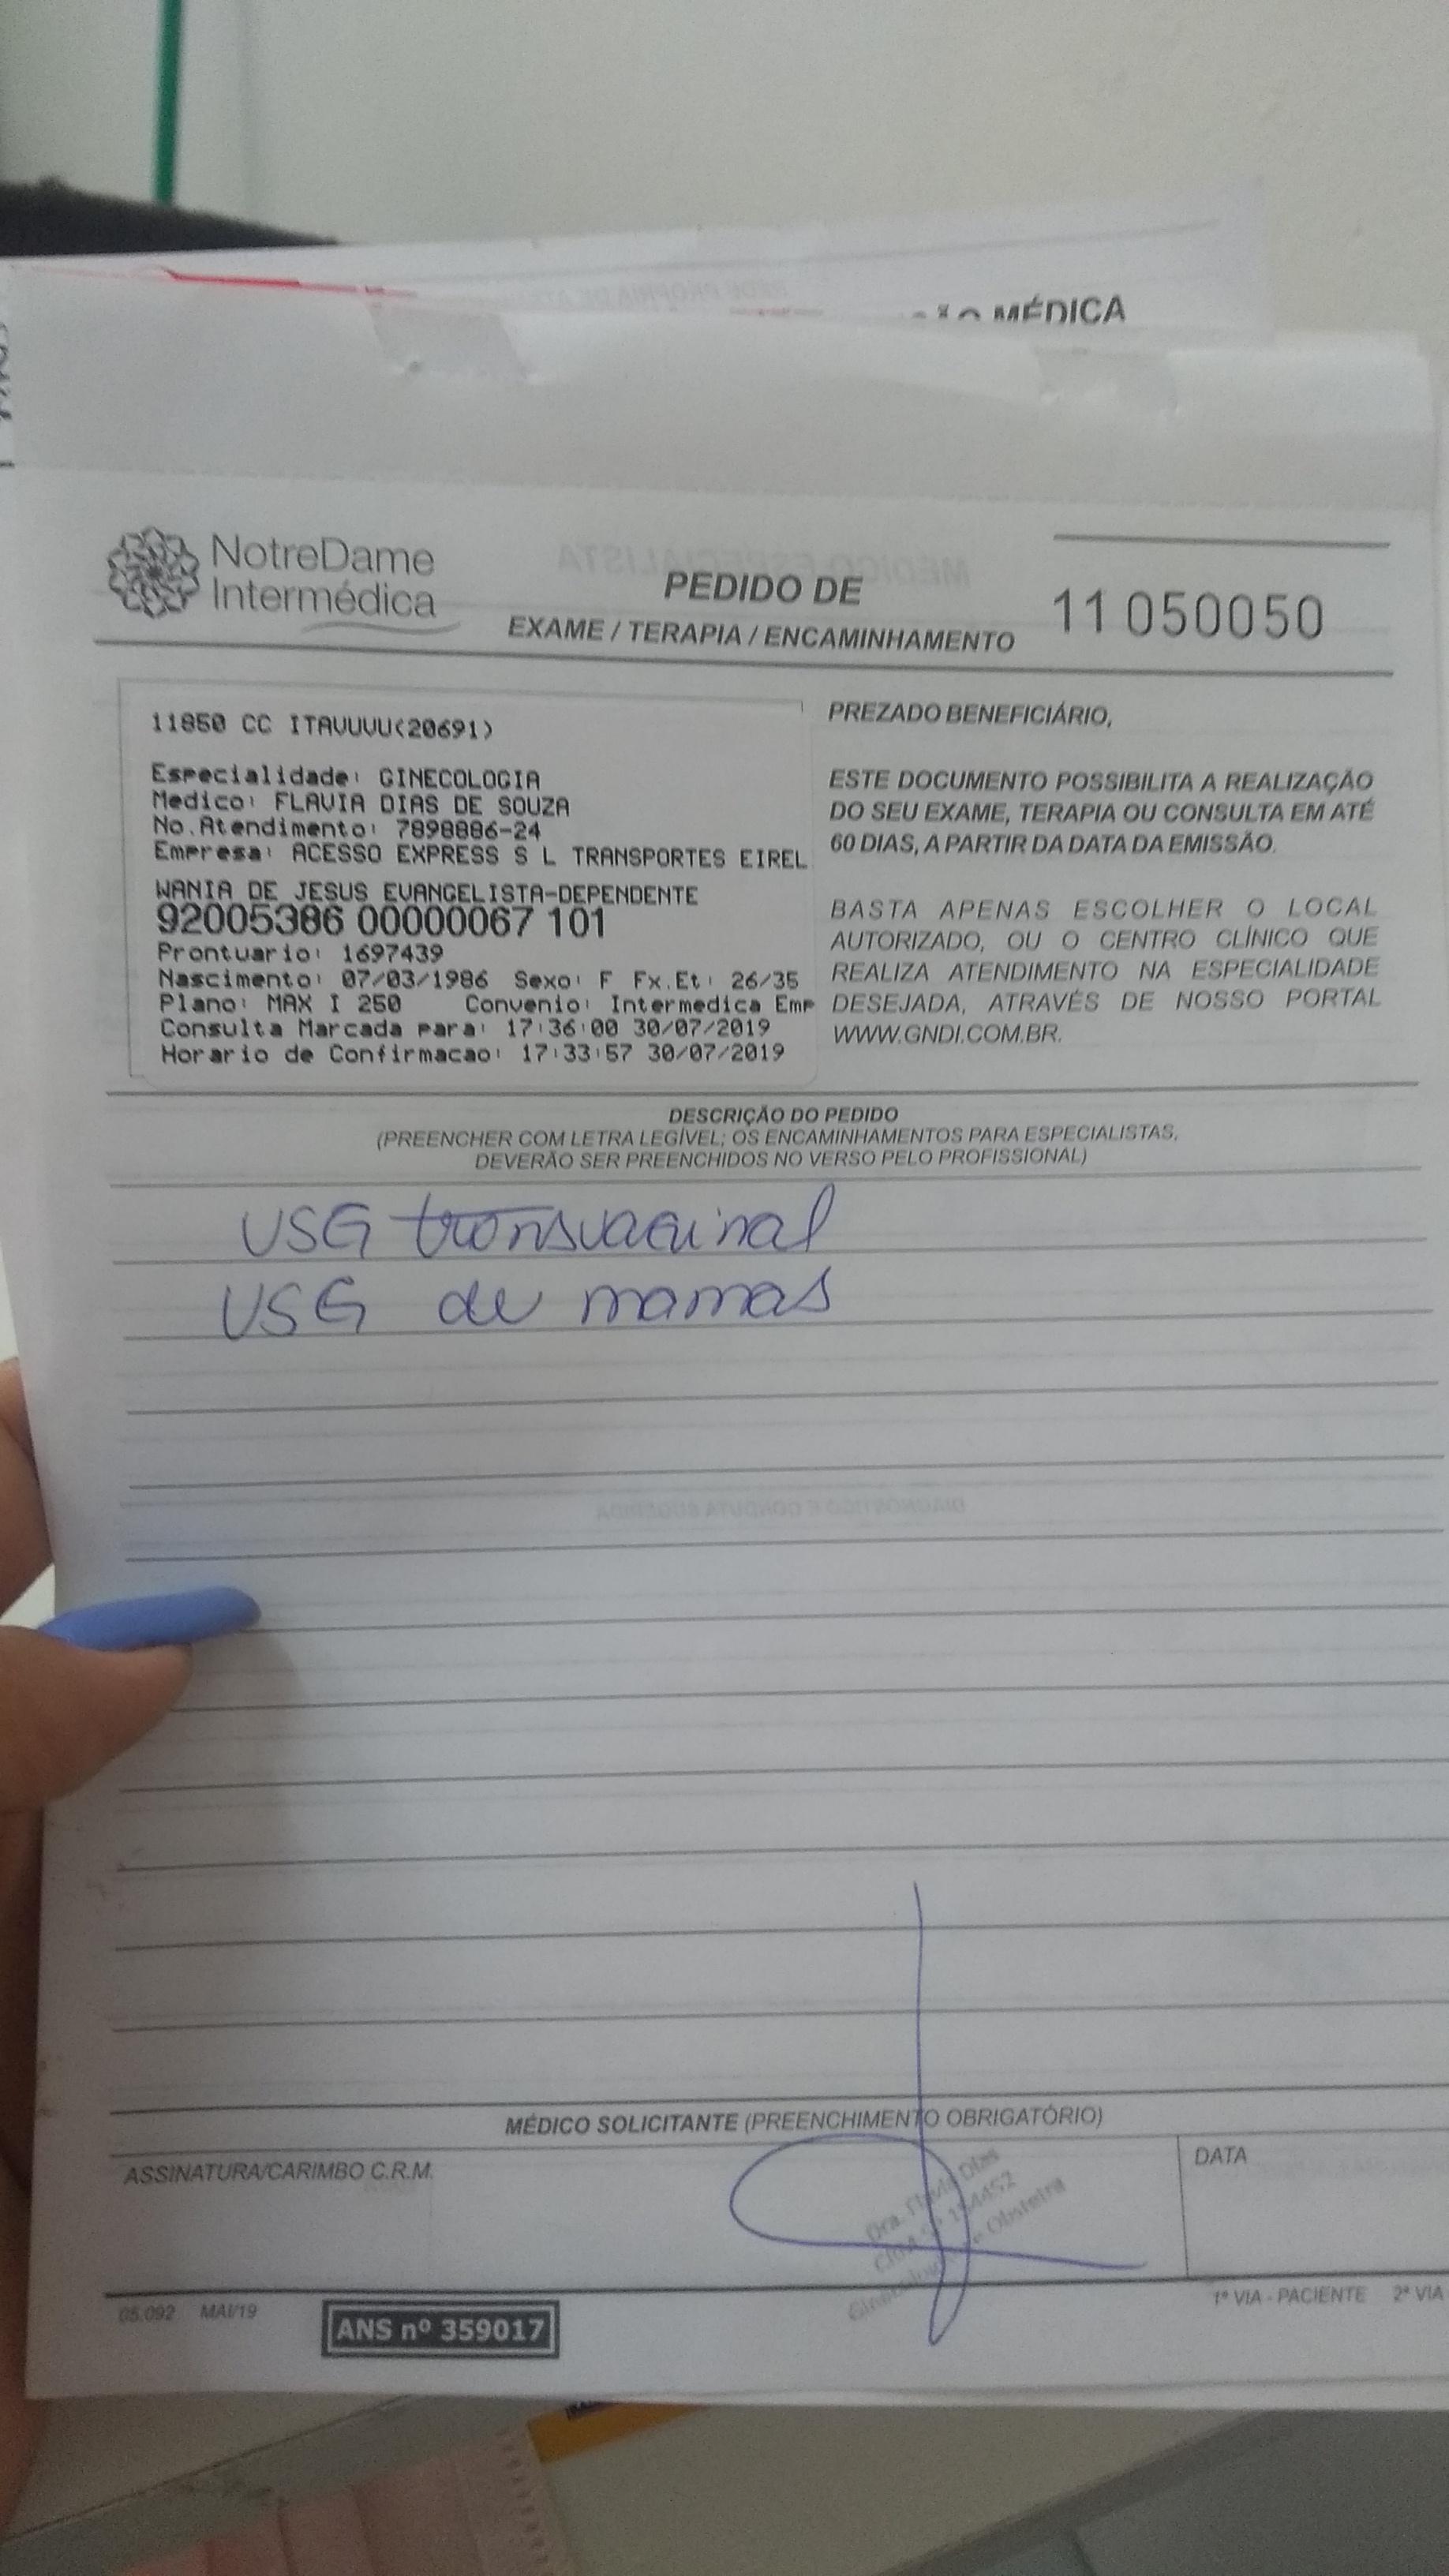 ÃO MÉDICA
NotreDame
Intermédica
PEDIDO DE
EXAME / TERAPIA / ENCAMINHAMENTO
11 050050
11850 CC ITAVUVU(20691)
Especialidade: GINECOLOGIA
Medico: FLAVIA DIAS DE SOUZA
No.Atendimento: 7898886-24
Empresa: ACESSO EXPRESS S L TRANSPORTES EIREL
WANIA DE JESUS EVANGELISTA-DEPENDENTE
92005386 00000067 101
Prontuario: 1697439
Nascimento: 07/03/1986 Sexo: F Fx.Et: 26/35
Plano: MAX I 250 Convenio: Intermedica Emp
Consulta Marcada para: 17:36:00 30/07/2019
Horario de Confirmacao: 17:33:57 30/07/2019
PREZADO BENEFICIÁRIO,
ESTE DOCUMENTO POSSIBILITA A REALIZAÇÃO
DO SEU EXAME, TERAPIA OU CONSULTA EM ATÉ
60 DIAS, A PARTIR DA DATA DA EMISSÃO.
BASTA APENAS ESCOLHER O LOCAL
AUTORIZADO, OU O CENTRO CLÍNICO QUE
REALIZA ATENDIMENTO NA ESPECIALIDADE
DESEJADA, ATRAVÉS DE NOSSO PORTAL
WWW.GNDI.COM.BR.
DESCRIÇÃO DO PEDIDO
(PREENCHER COM LETRA LEGÍVEL; OS ENCAMINHAMENTOS PARA ESPECIALISTAS,
DEVERÃO SER PREENCHIDOS NO VERSO PELO PROFISSIONAL)
USG transvaginal
USG de mamas
MÉDICO SOLICITANTE (PREENCHIMENTO OBRIGATÓRIO)
ASSINATURA/CARIMBO C.R.M.
Dra. Flavia Dias
Obstetra
DATA
05.092 MAI/19
ANS nº 359017
1ª VIA - PACIENTE 2ª VIA